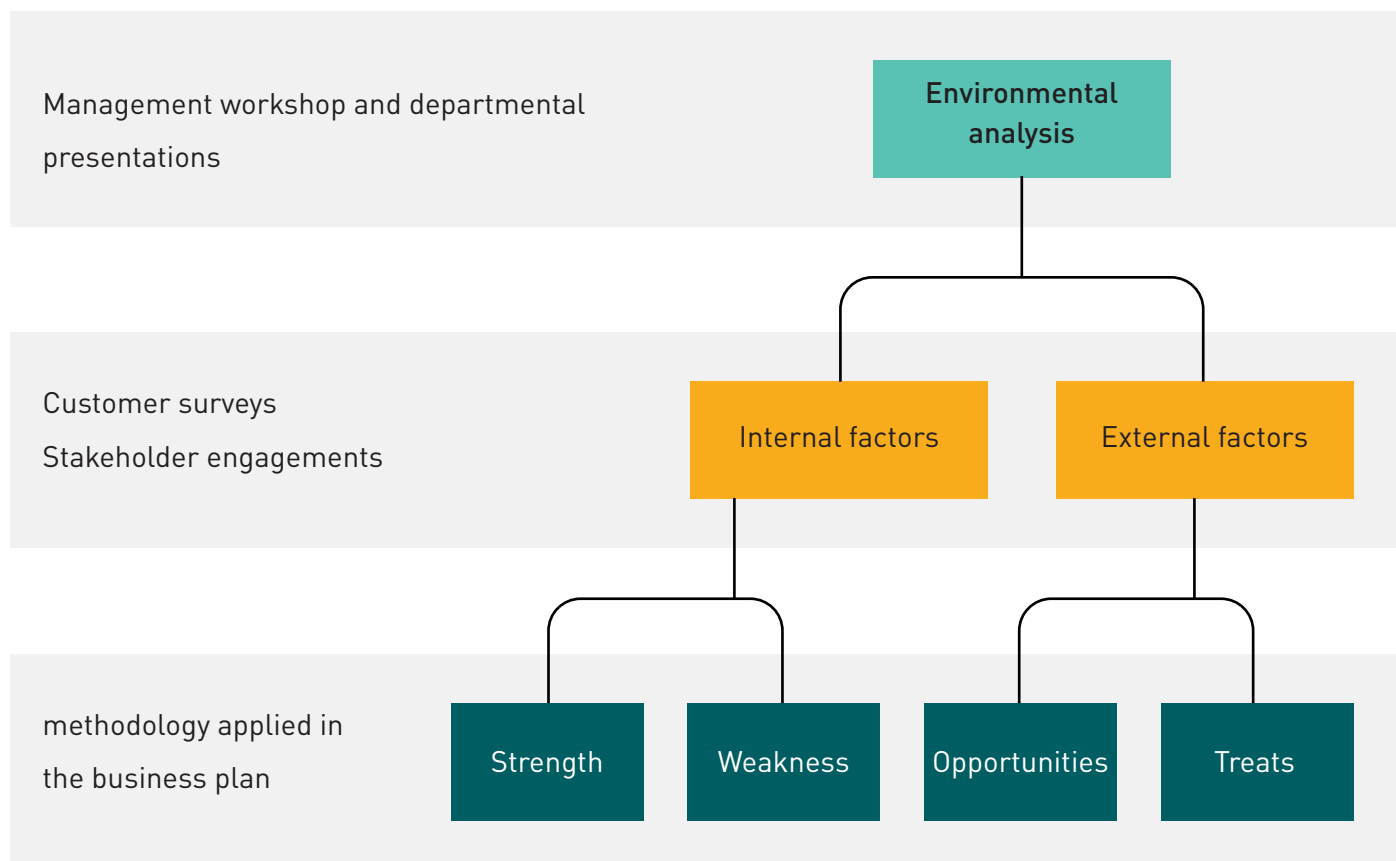 Management workshop and departmental
presentations
Environmental
analysis
Customer surveys
Stakeholder engagements
Internal factors
External factors
methodology applied in
the business plan
Strength
Weakness
Opportunities
Treats